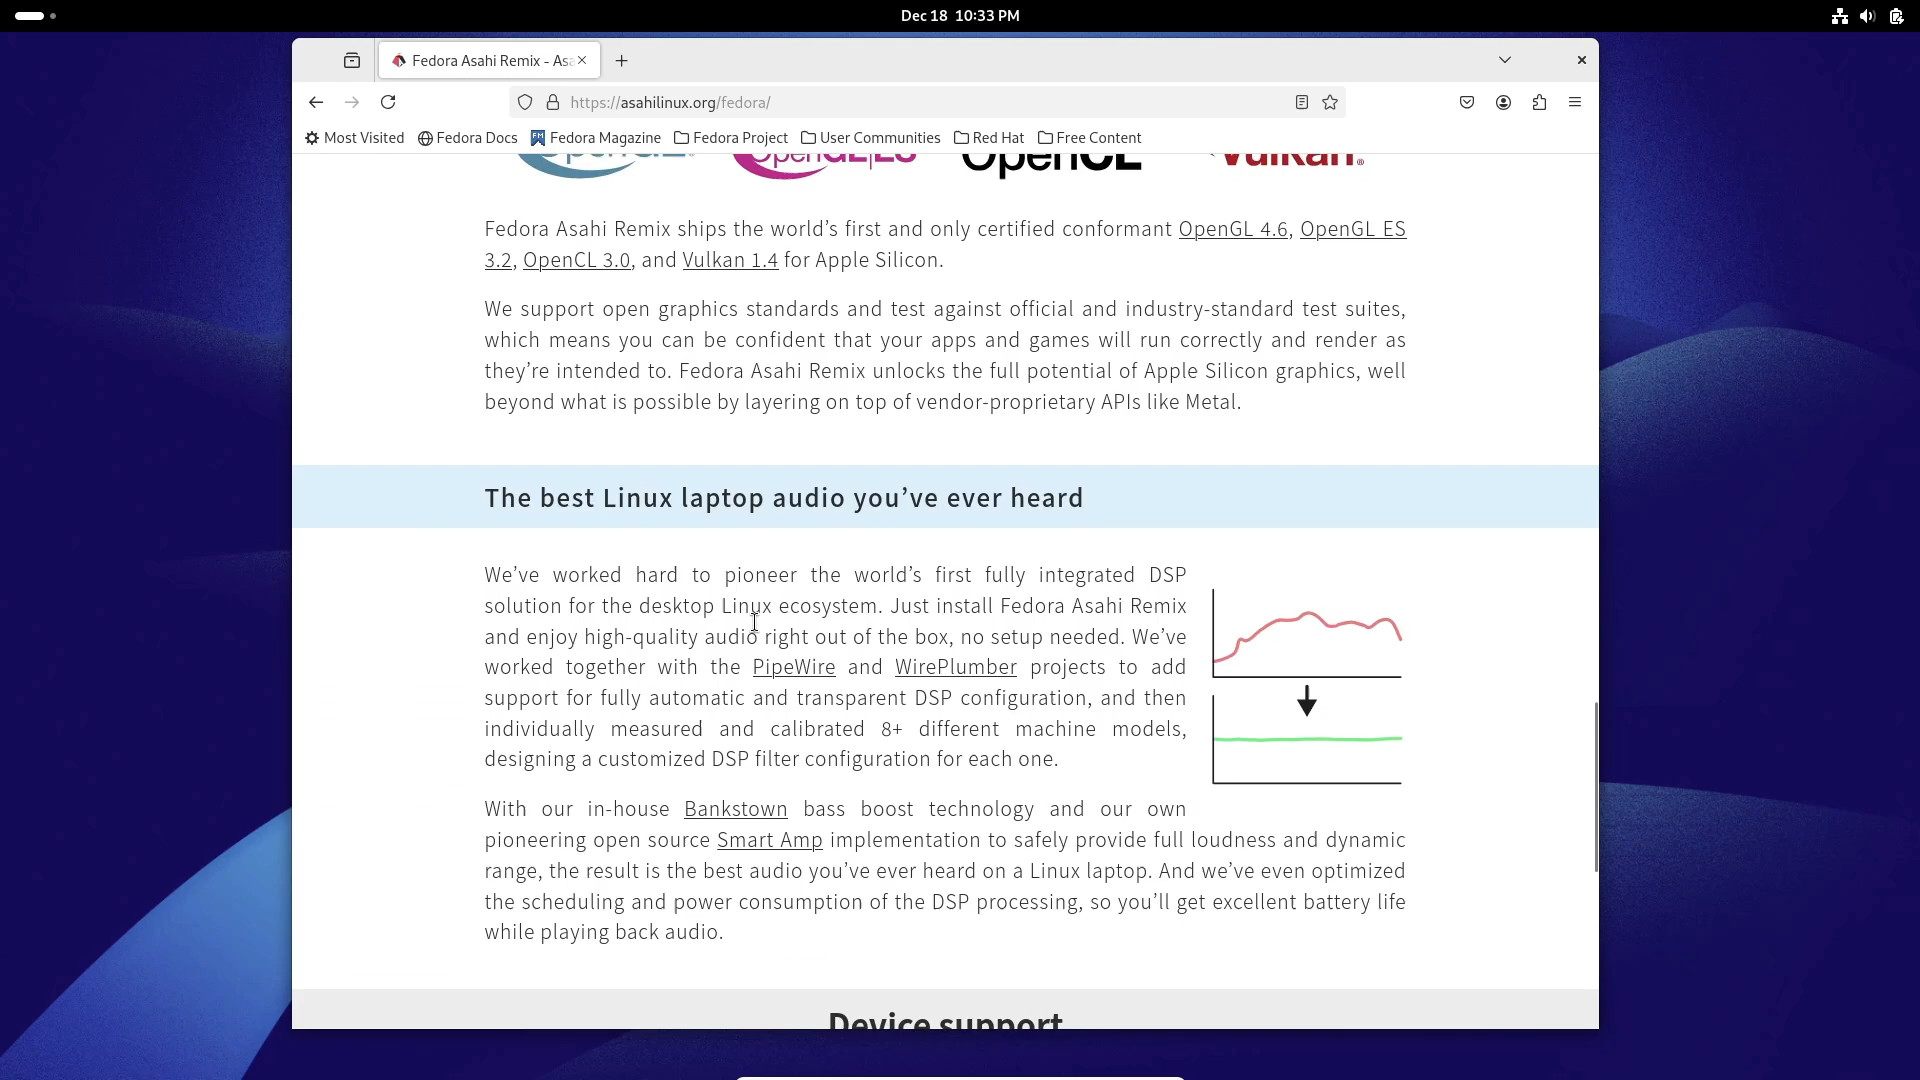 Dec 18 10:33 PM
Fedora Asahi Remix - Asa
https://asahilinux.org/fedora/
Most Visited
Fedora Docs
Fedora Magazine
Fedora Project
User Communities
Red Hat
Free Content
OpenGL
OpenGL|ES
OpenCL
Vulkan®
Fedora Asahi Remix ships the world’s first and only certified conformant OpenGL 4.6, OpenGL ES
3.2, OpenCL 3.0, and Vulkan 1.4 for Apple Silicon.
We support open graphics standards and test against official and industry-standard test suites,
which means you can be confident that your apps and games will run correctly and render as
they’re intended to. Fedora Asahi Remix unlocks the full potential of Apple Silicon graphics, well
beyond what is possible by layering on top of vendor-proprietary APIs like Metal.
The best Linux laptop audio you’ve ever heard
We’ve worked hard to pioneer the world’s first fully integrated DSP
solution for the desktop Linux ecosystem. Just install Fedora Asahi Remix
and enjoy high-quality audio right out of the box, no setup needed. We’ve
worked together with the PipeWire and WirePlumber projects to add
support for fully automatic and transparent DSP configuration, and then
individually measured and calibrated 8+ different machine models,
designing a customized DSP filter configuration for each one.
With our in-house Bankstown bass boost technology and our own
pioneering open source Smart Amp implementation to safely provide full loudness and dynamic
range, the result is the best audio you’ve ever heard on a Linux laptop. And we’ve even optimized
the scheduling and power consumption of the DSP processing, so you’ll get excellent battery life
while playing back audio.
Device support